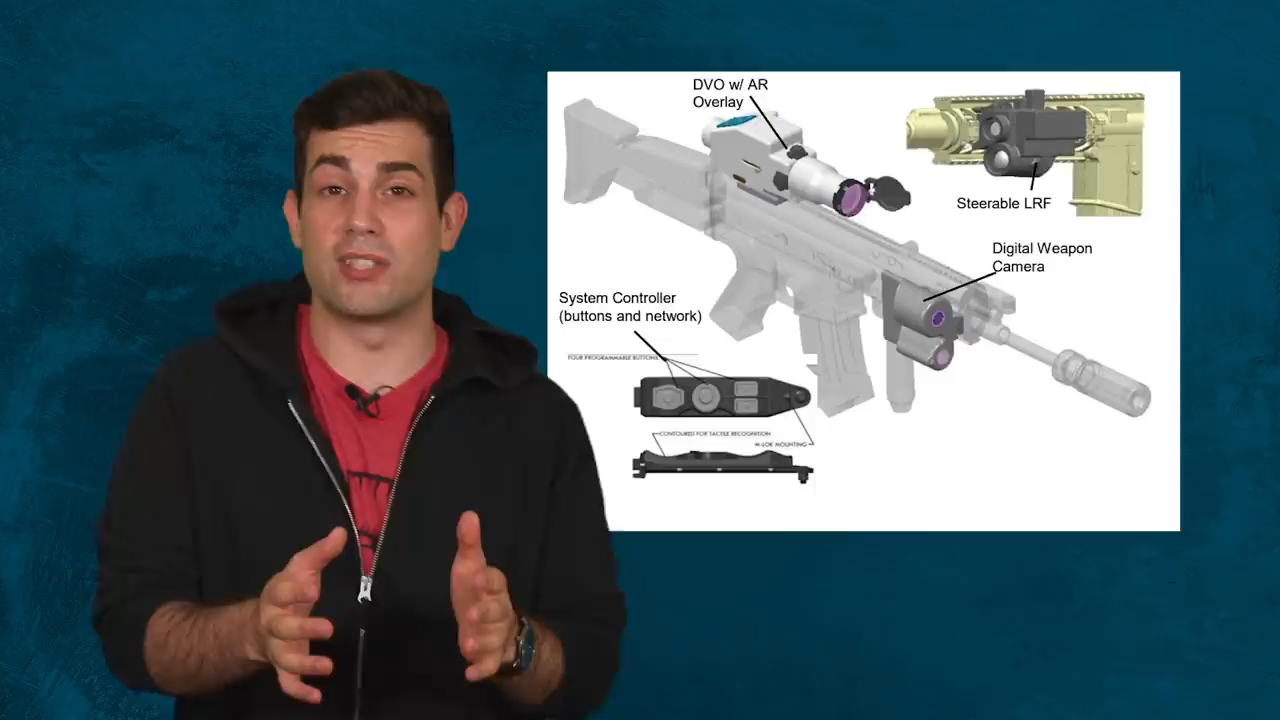 DVO w/ AR
Overlay
Steerable LRF
Digital Weapon
Camera
System Controller
(buttons and network)
FOUR PROGRAMMABLE BUTTONS
CONTOURED FOR TACTILE RECOGNITION
M-LOK MOUNTING